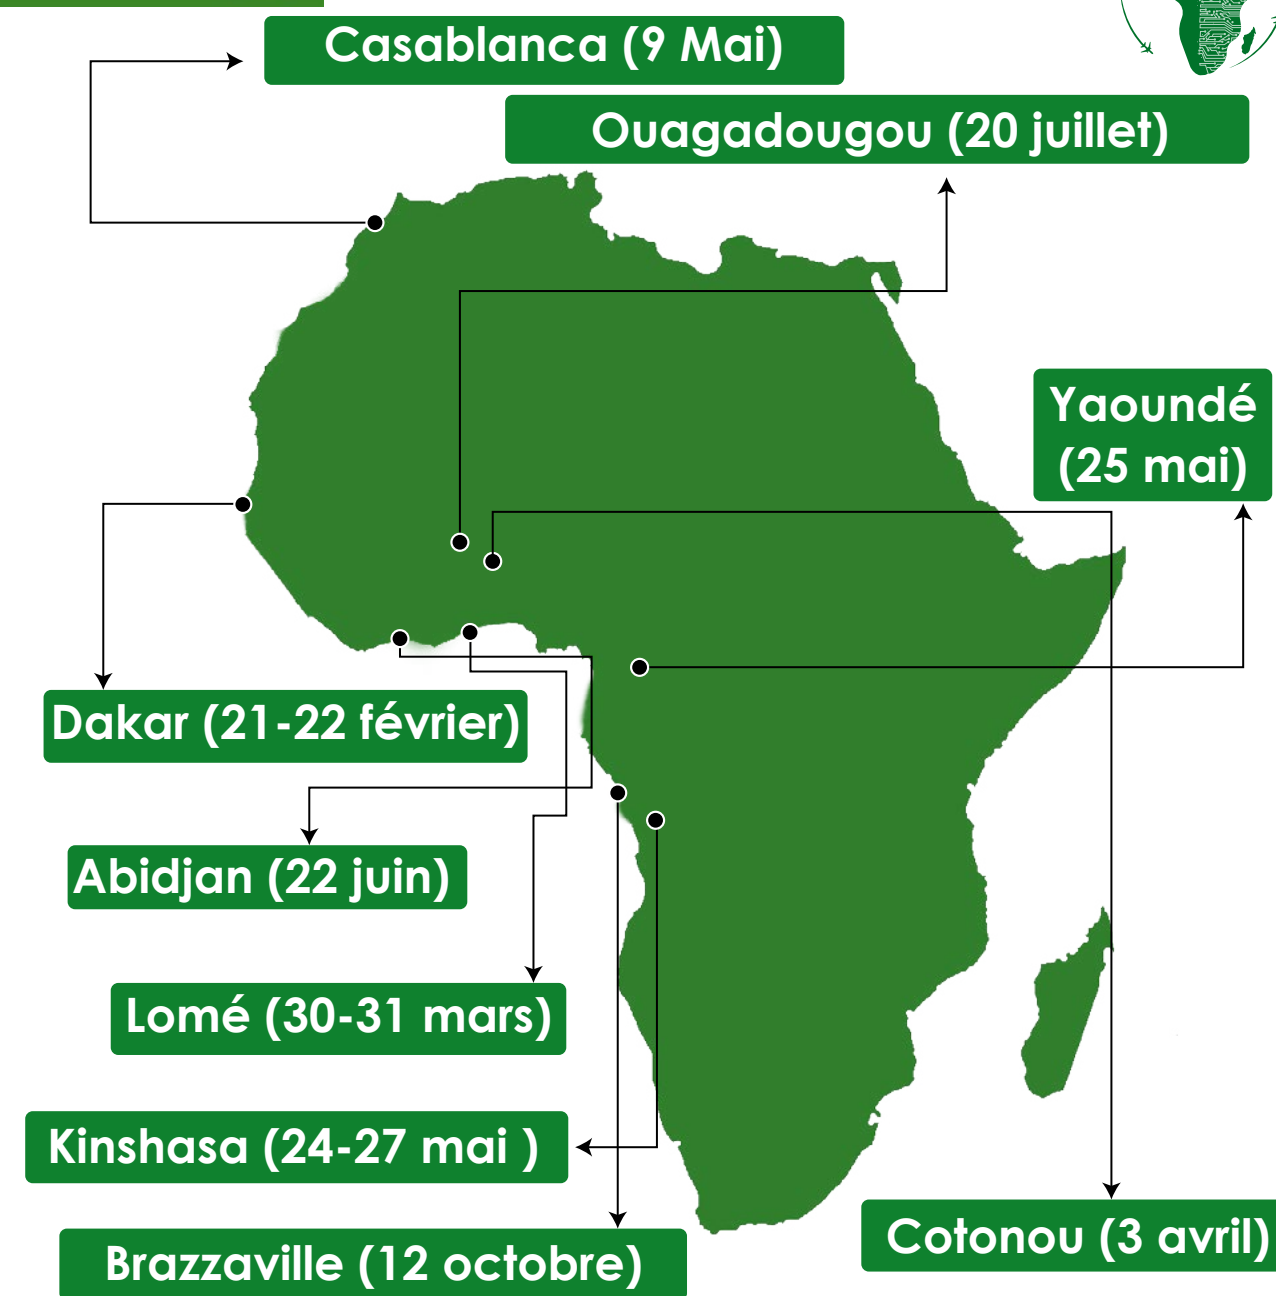 Casablanca (9 Mai)
Ouagadougou (20 juillet)
Yaoundé
(25 mai)
Dakar (21-22 février)
Abidjan (22 juin)
Lomé (30-31 mars)
Kinshasa (24-27 mai )
Cotonou (3 avril)
Brazzaville (12 octobre)